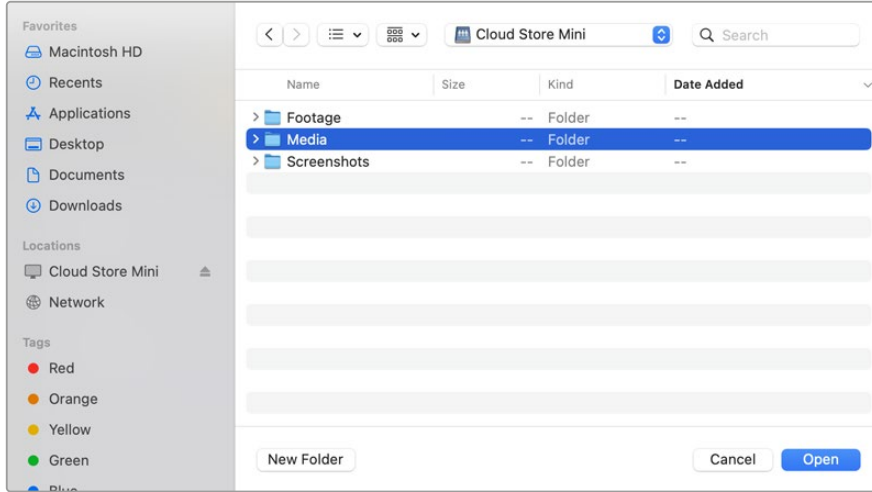 Favorites
Macintosh HD
Recents
Applications
Desktop
Documents
Downloads
Locations
Cloud Store Mini
Network
Tags
Red
Orange
Yellow
Green
Blue
Cloud Store Mini
Search
Name Size Kind Date Added
Footage -- Folder --
Media -- Folder --
Screenshots -- Folder --
New Folder Cancel Open